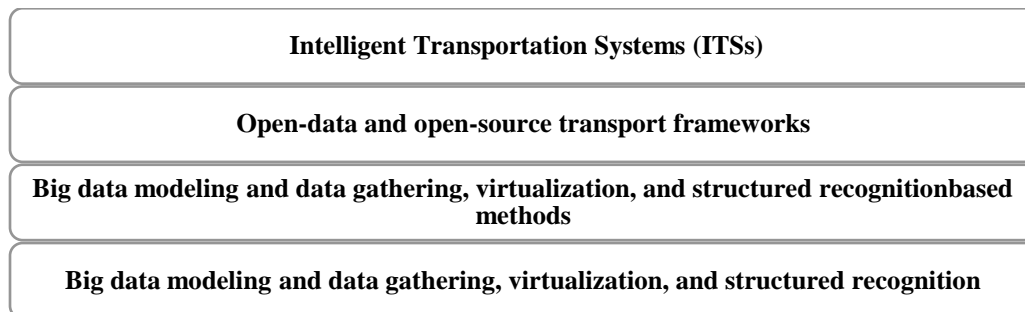 Intelligent Transportation Systems (ITSs)
Open-data and open-source transport frameworks
Big data modeling and data gathering, virtualization, and structured recognitionbased
methods
Big data modeling and data gathering, virtualization, and structured recognition